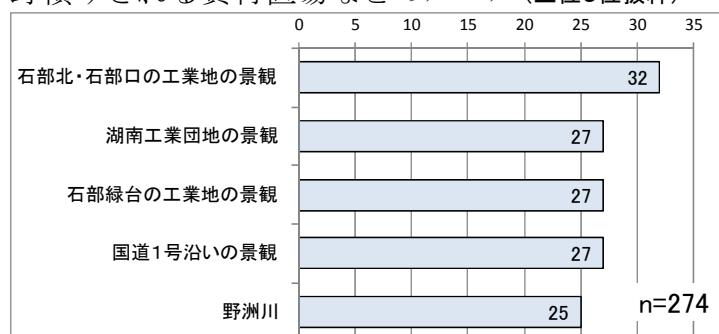 0 5 10 15 20 25 30 35
石部北・石部口の工業地の景観 32
湖南工業団地の景観 27
石部緑台の工業地の景観 27
国道1号沿いの景観 27
野洲川 25
n=274